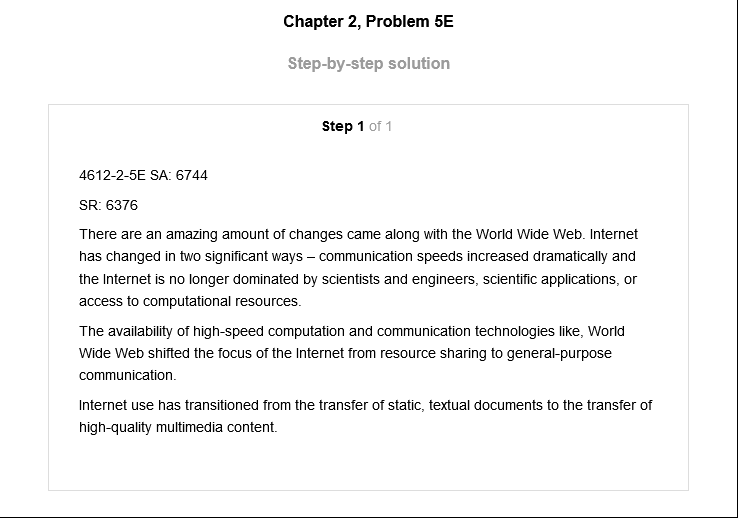 Chapter 2, Problem 5E
Step-by-step solution
Step 1 of 1
4612-2-5E SA: 6744
SR: 6376
There are an amazing amount of changes came along with the World Wide Web. Internet
has changed in two significant ways – communication speeds increased dramatically and
the Internet is no longer dominated by scientists and engineers, scientific applications, or
access to computational resources.
The availability of high-speed computation and communication technologies like, World
Wide Web shifted the focus of the Internet from resource sharing to general-purpose
communication.
Internet use has transitioned from the transfer of static, textual documents to the transfer of
high-quality multimedia content.